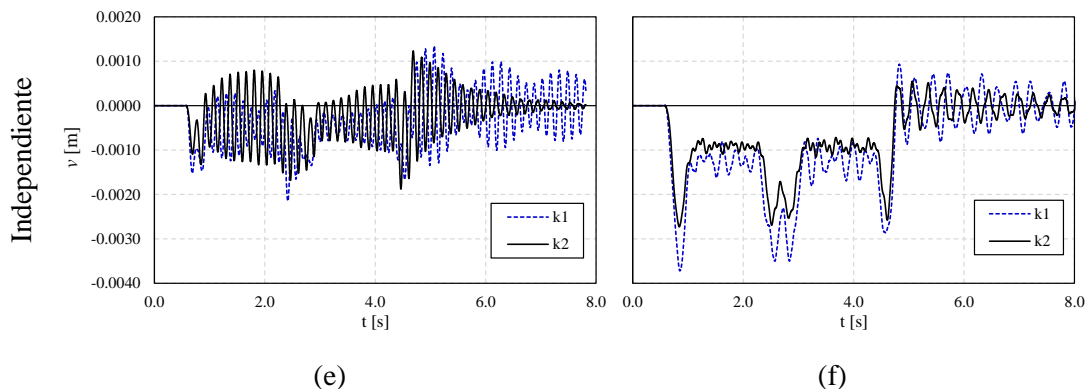 Independiente
v [m]
0.0020
0.0010
0.0000
-0.0010
-0.0020
-0.0030
-0.0040
k1
k2
0.0 2.0 4.0 6.0 8.0
t [s]
(e)
k1
k2
0.0 2.0 4.0 6.0 8.0
t [s]
(f)